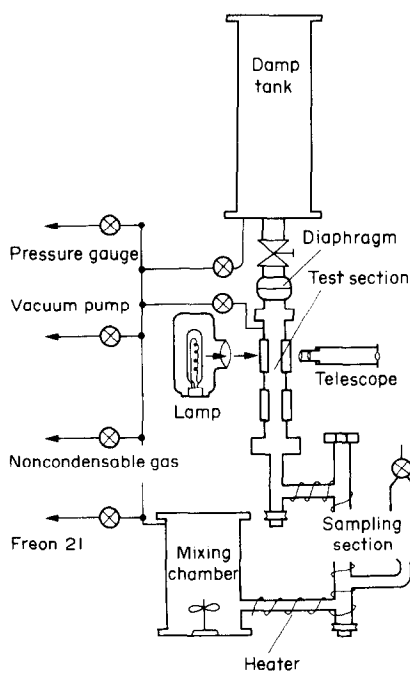 Damp
tank
Diaphragm
Pressure gauge
Test section
Vacuum pump
Telescope
Lamp
Noncondensable gas
Sampling
section
Freon 21
Mixing
chamber
Heater